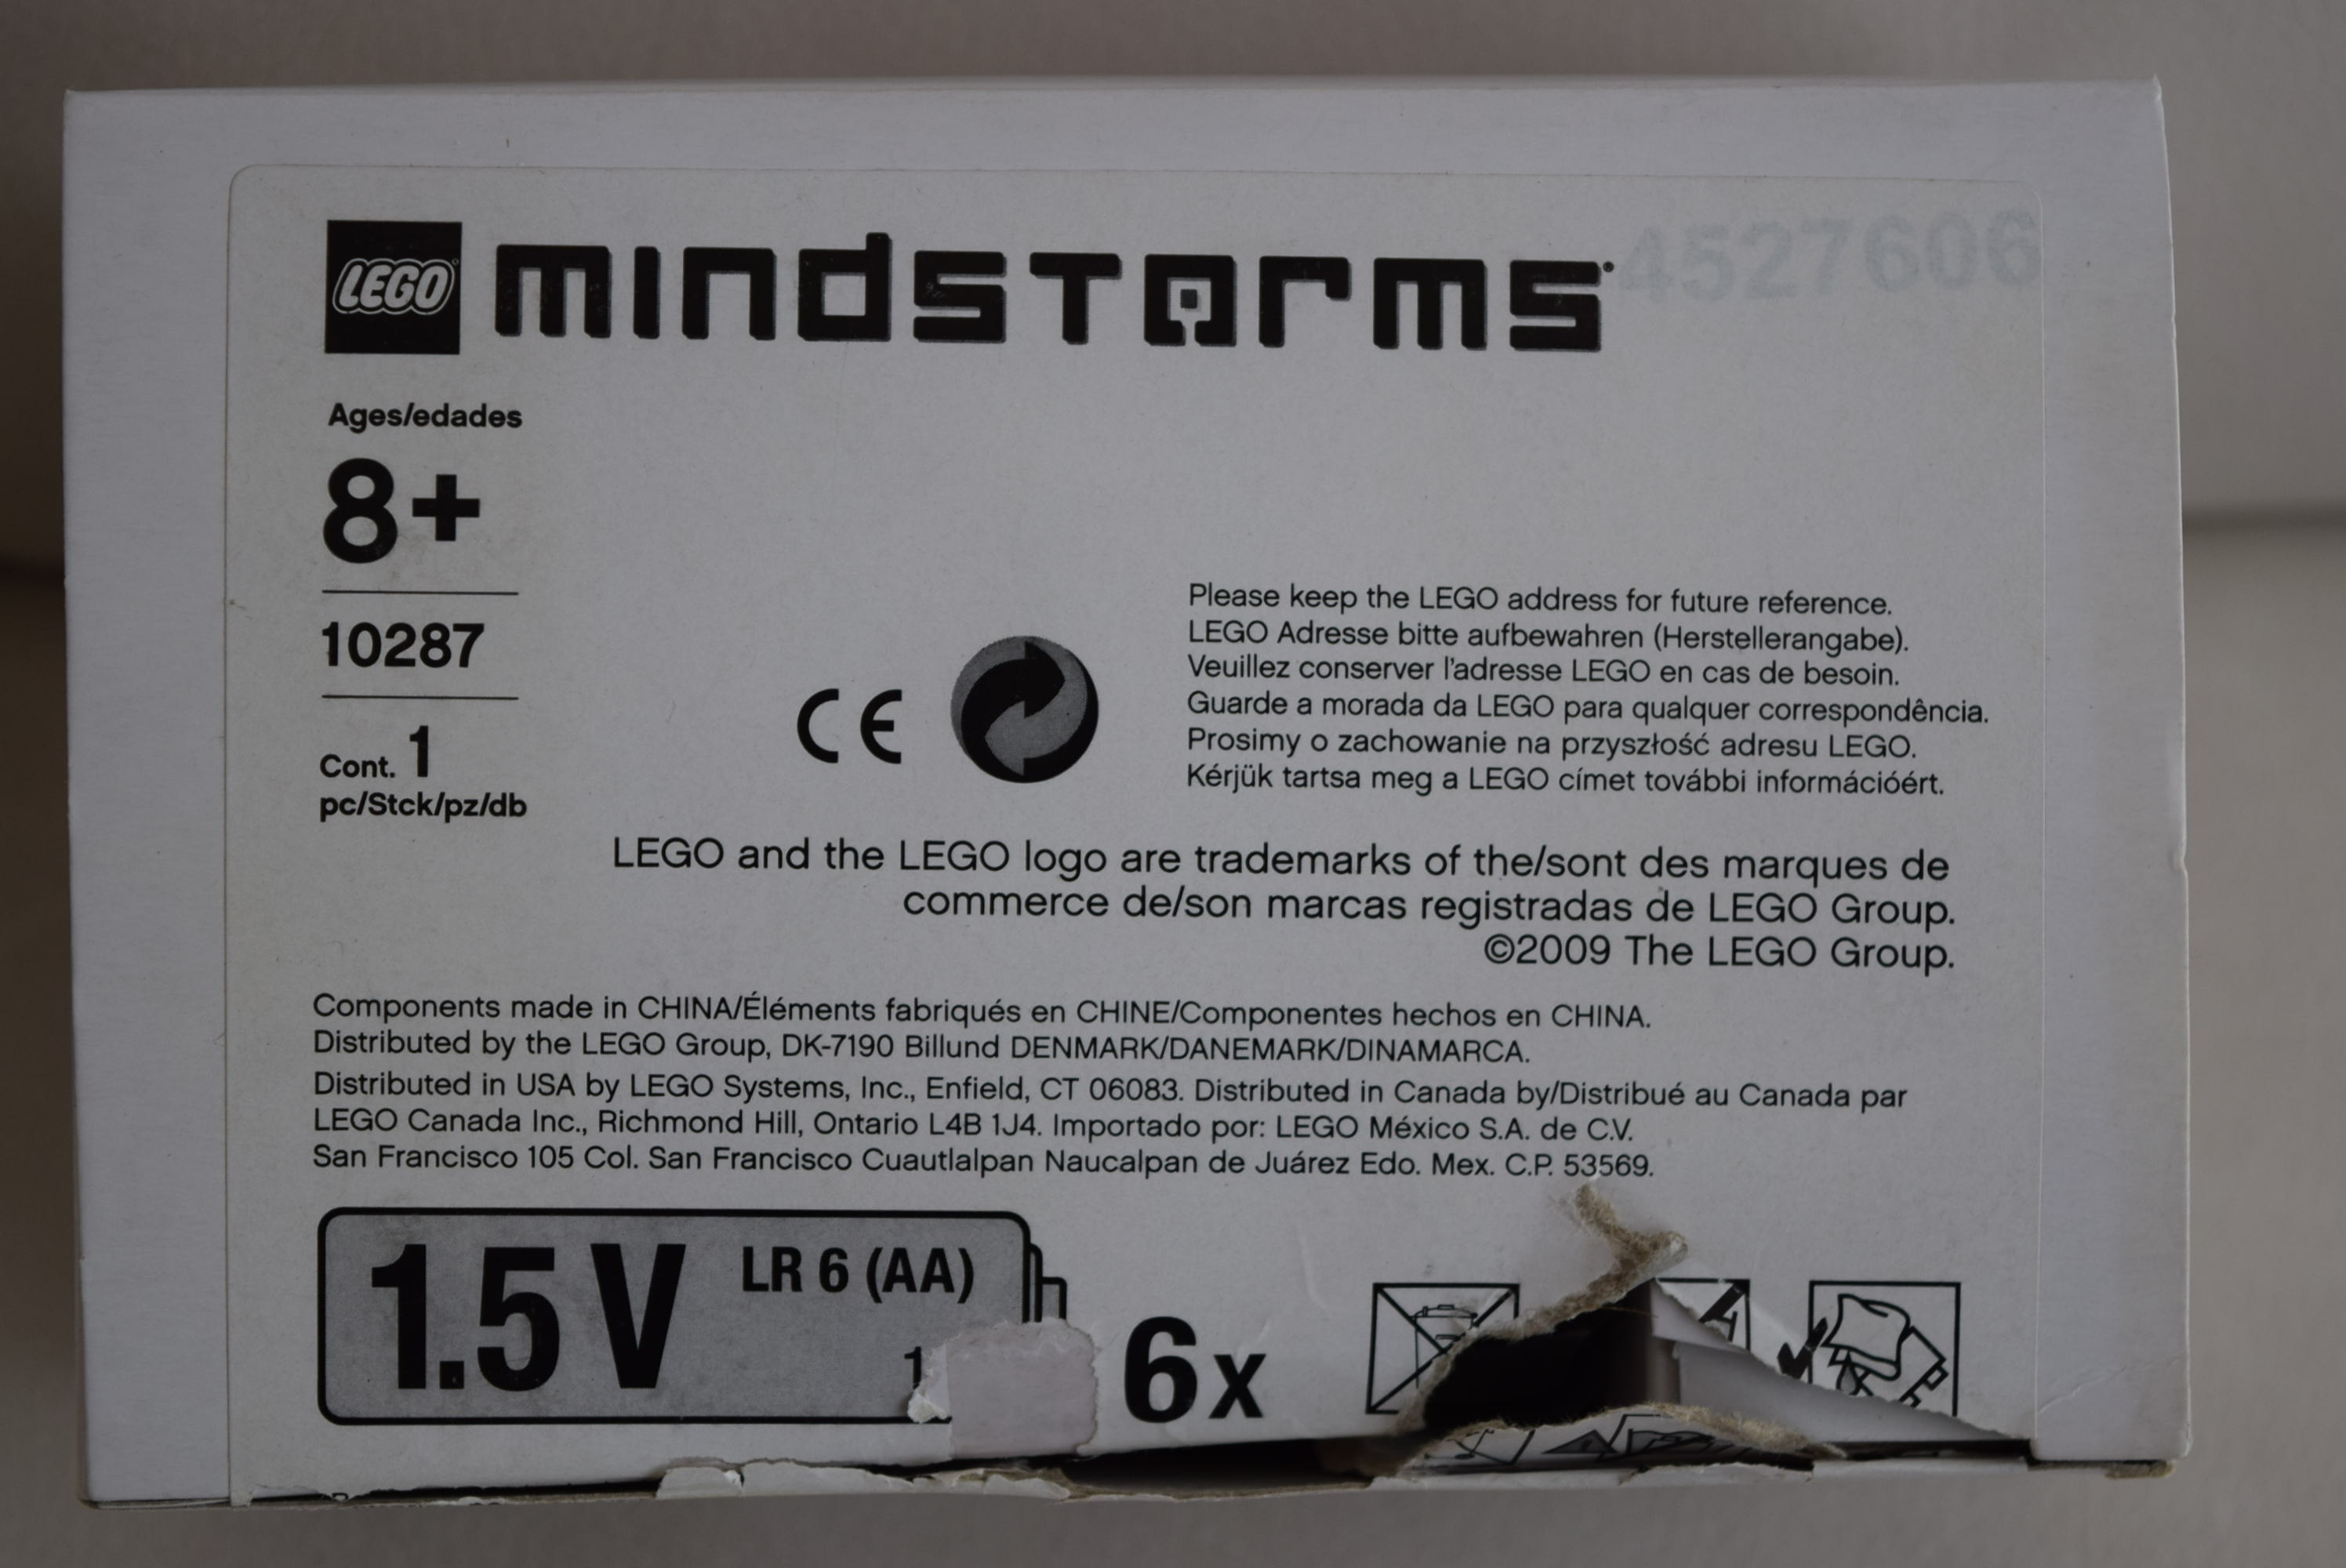 LEGO mindstorms
4527606
Ages/edades
8+
10287
Cont. 1
pc/Stck/pz/db
CE
Please keep the LEGO address for future reference.
LEGO Adresse bitte aufbewahren (Herstellerangabe).
Veuillez conserver l'adresse LEGO en cas de besoin.
Guarde a morada da LEGO para qualquer correspondência.
Prosimy o zachowanie na przyszłość adresu LEGO.
Kérjük tartsa meg a LEGO címet további információért.
LEGO and the LEGO logo are trademarks of the/sont des marques de
commerce de/son marcas registradas de LEGO Group.
©2009 The LEGO Group.
Components made in CHINA/Éléments fabriqués en CHINE/Componentes hechos en CHINA.
Distributed by the LEGO Group, DK-7190 Billund DENMARK/DANEMARK/DINAMARCA.
Distributed in USA by LEGO Systems, Inc., Enfield, CT 06083. Distributed in Canada by/Distribué au Canada par
LEGO Canada Inc., Richmond Hill, Ontario L4B 1J4. Importado por: LEGO México S.A. de C.V.
San Francisco 105 Col. San Francisco Cuautlalpan Naucalpan de Juárez Edo. Mex. C.P. 53569.
1.5 V LR 6 (AA)
6x